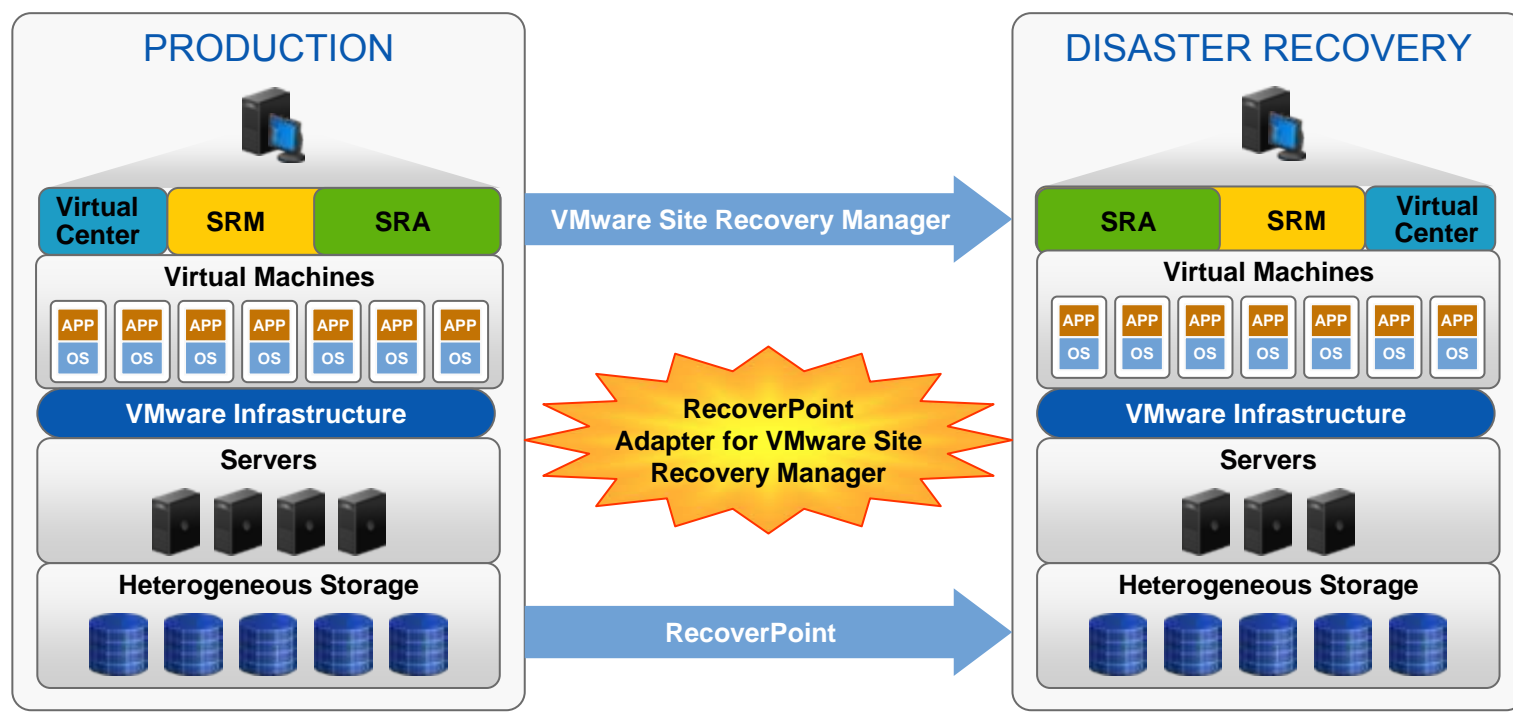 PRODUCTION
Virtual
Center
SRM
SRA
Virtual Machines
APP APP APP APP APP APP APP
OS OS OS OS OS OS OS
VMware Infrastructure
Servers
Heterogeneous Storage
VMware Site Recovery Manager
RecoverPoint
Adapter for VMware Site
Recovery Manager
RecoverPoint
DISASTER RECOVERY
SRA
SRM
Virtual
Center
Virtual Machines
APP APP APP APP APP APP APP
OS OS OS OS OS OS OS
VMware Infrastructure
Servers
Heterogeneous Storage